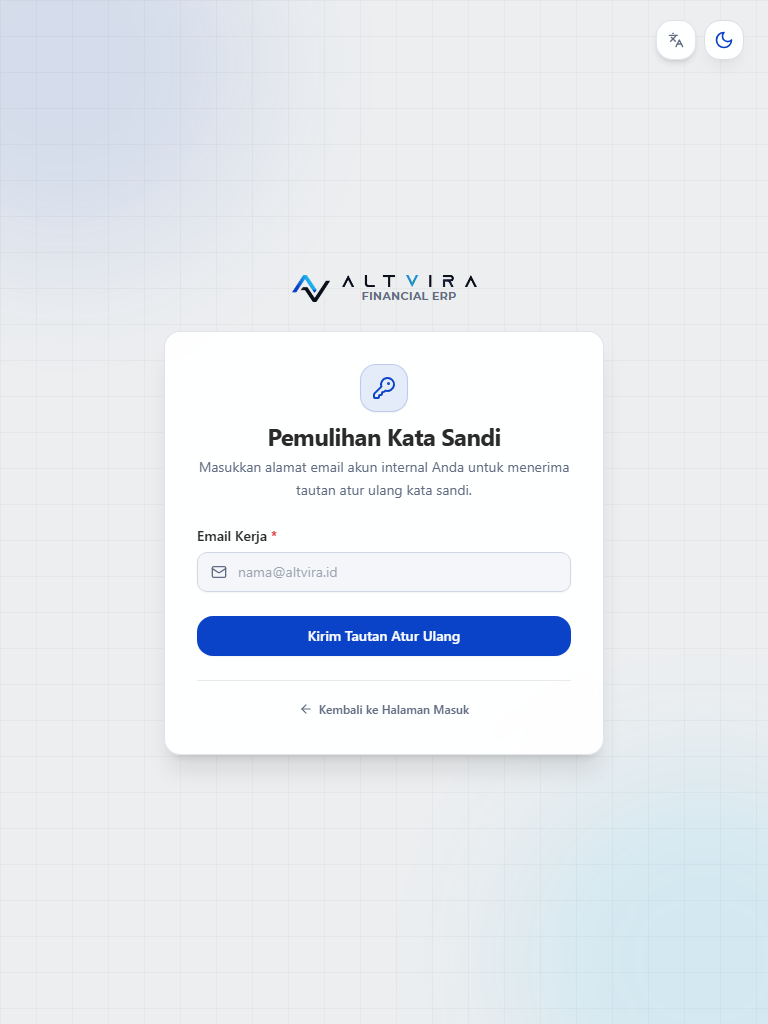 ALTVIRA
FINANCIAL ERP
Pemulihan Kata Sandi
Masukkan alamat email akun internal Anda untuk menerima
tautan atur ulang kata sandi.
Email Kerja *
nama@altvira.id
Kirim Tautan Atur Ulang
Kembali ke Halaman Masuk